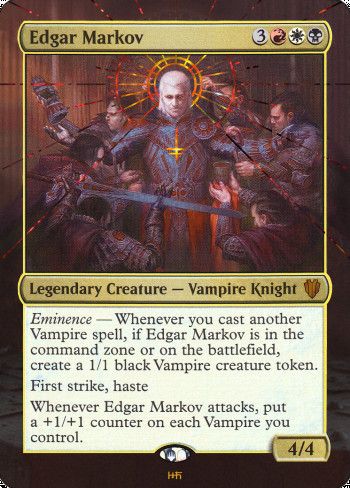 Edgar Markov 3
Legendary Creature — Vampire Knight
Eminence — Whenever you cast another
Vampire spell, if Edgar Markov is in the
command zone or on the battlefield,
create a 1/1 black Vampire creature token.
First strike, haste
Whenever Edgar Markov attacks, put
a +1/+1 counter on each Vampire you
control.
4/4